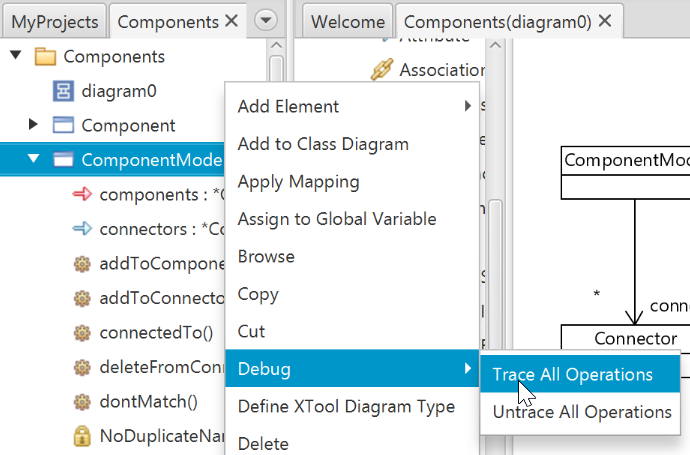 MyProjects
Components
Welcome
Components(diagram0)
Components
diagram0
Component
ComponentMode
components : *C
connectors : *Co
addToCompone
addToConnecto
connectedTo()
deleteFromConn
dontMatch()
NoDuplicateNar
Attribute
Association
Add Element
Add to Class Diagram
Apply Mapping
Assign to Global Variable
Browse
Copy
Cut
Debug
Define XTool Diagram Type
Delete
Trace All Operations
Untrace All Operations
ComponentMod
*
conne
Connector